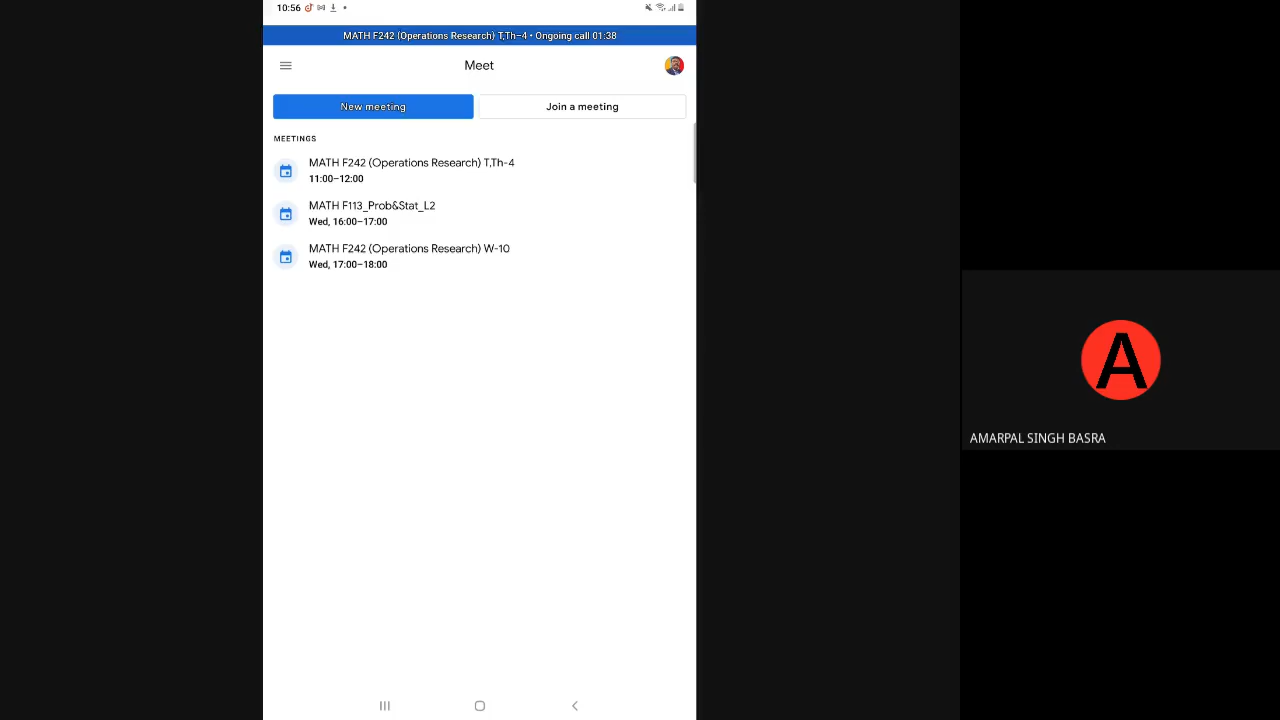 10:56
MATH F242 (Operations Research) T,Th-4 • Ongoing call 01:38
Meet
New meeting
Join a meeting
MEETINGS
MATH F242 (Operations Research) T,Th-4
11:00–12:00
MATH F113_Prob&Stat_L2
Wed, 16:00–17:00
MATH F242 (Operations Research) W-10
Wed, 17:00–18:00
A
AMARPAL SINGH BASRA